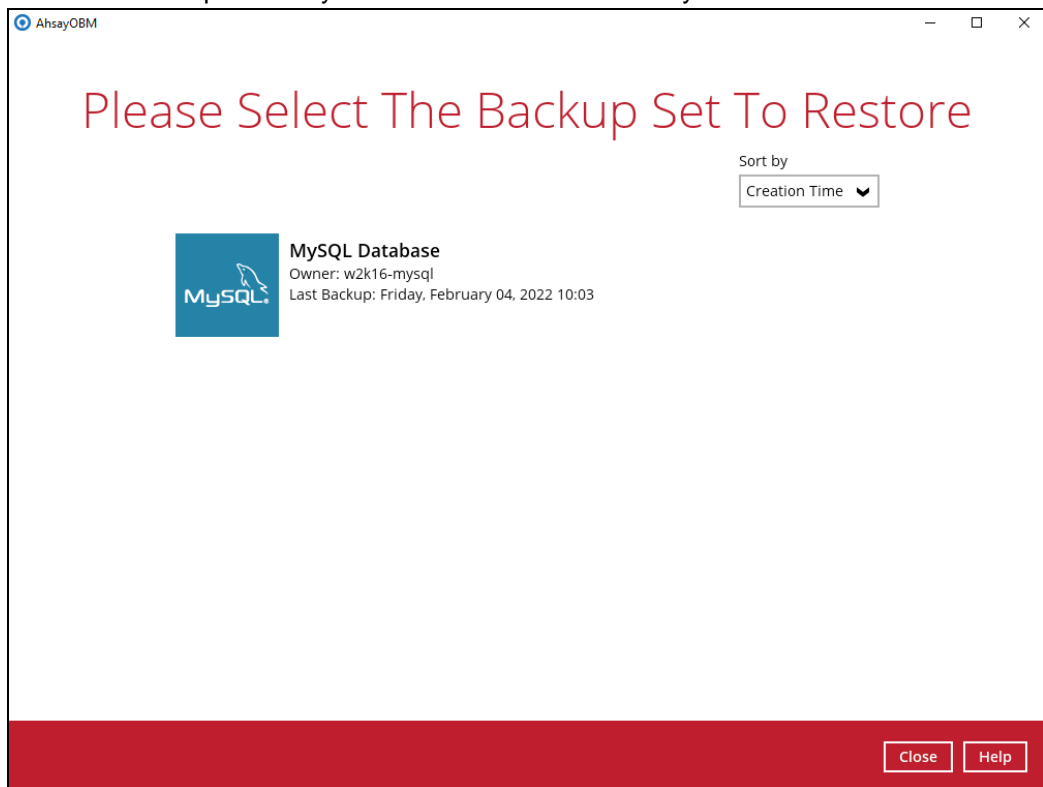 AhsayOBM
Please Select The Backup Set To Restore
Sort by
Creation Time
MySQL®
MySQL Database
Owner: w2k16-mysql
Last Backup: Friday, February 04, 2022 10:03
Close Help